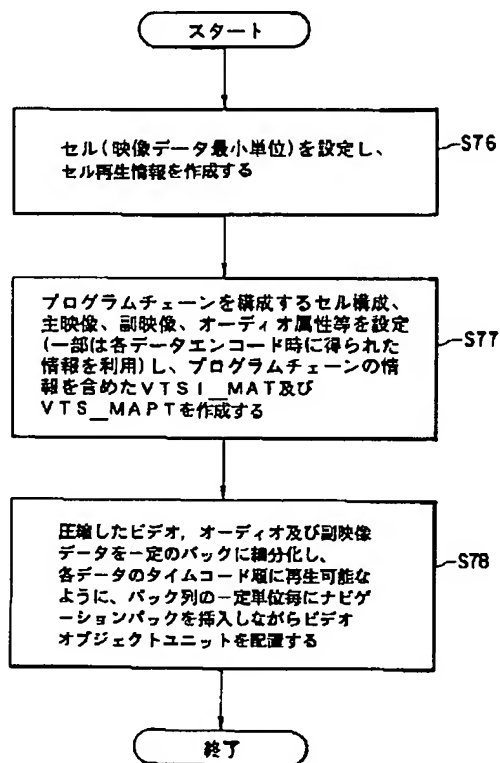 スタート
セル(映像データ最小単位)を設定し、
セル再生情報を作成する
S76
プログラムチェーンを構成するセル構成、
主映像、副映像、オーディオ属性等を設定
(一部は各データエンコード時に得られた
情報を利用)し、プログラムチェーンの情
報を含めたVTSI__MAT及び
VTS__MAPTを作成する
S77
圧縮したビデオ,オーディオ及び副映像
データを一定のパックに細分化し、
各データのタイムコード順に再生可能な
ように、パック列の一定単位毎にナビゲ
ーションパックを挿入しながらビデオ
オブジェクトユニットを配置する
S78
終了